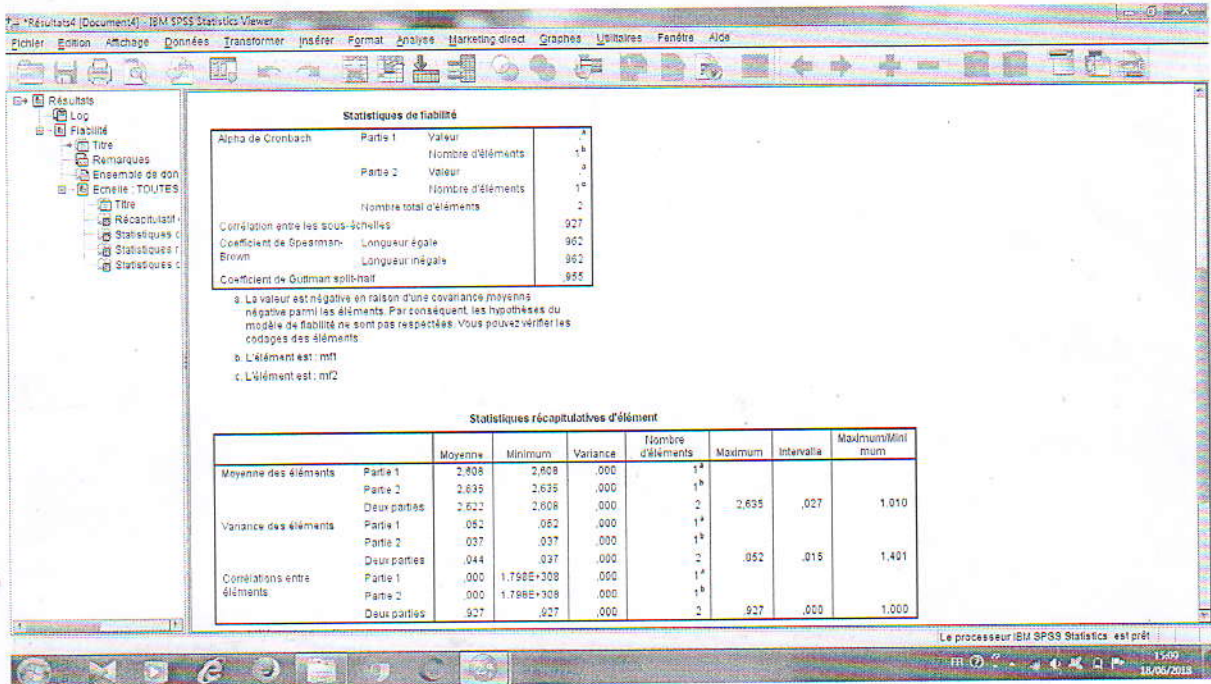 *Résultats4 [Document4] - IBM SPSS Statistics Viewer
Fichier Edition Affichage Données Transformer Insérer Format Analyse Marketing direct Graphes Utilitaires Fenêtre Aide
Résultats
Log
Fiabilité
Titre
Remarques
Ensemble de don
Echelle : TOUTES
Titre
Récapitulatif
Statistiques c
Statistiques r
Statistiques c
Statistiques de fiabilité
Alpha de Cronbach Partie 1 Valeur .a
Nombre d'éléments 1b
Partie 2 Valeur .a
Nombre d'éléments 1c
Nombre total d'éléments 2
Corrélation entre les sous-échelles ,927
Coefficient de Spearman- Longueur égale ,962
Brown Longueur inégale ,962
Coefficient de Guttman split-half ,955
a. La valeur est négative en raison d'une covariance moyenne
négative parmi les éléments. Par conséquent, les hypothèses du
modèle de fiabilité ne sont pas respectées. Vous pouvez vérifier les
codages des éléments.
b. L'élément est : mf1
c. L'élément est : mf2
Statistiques récapitulatives d'élément
Moyenne Minimum Variance Nombre d'éléments Maximum Intervalle Maximum/Minimum
Moyenne des éléments Partie 1 2,608 2,608 ,000 1a
Partie 2 2,635 2,635 ,000 1b
Deux parties 2,622 2,608 ,000 2 2,635 ,027 1,010
Variance des éléments Partie 1 ,052 ,052 ,000 1a
Partie 2 ,037 ,037 ,000 1b
Deux parties ,044 ,037 ,000 2 ,052 ,015 1,401
Corrélations entre Partie 1 ,000 1,798E+308 ,000 1a
éléments Partie 2 ,000 1,798E+308 ,000 1b
Deux parties ,927 ,927 ,000 2 ,927 ,000 1,000
Le processeur IBM SPSS Statistics est prêt
FR 15:09
18/06/2018